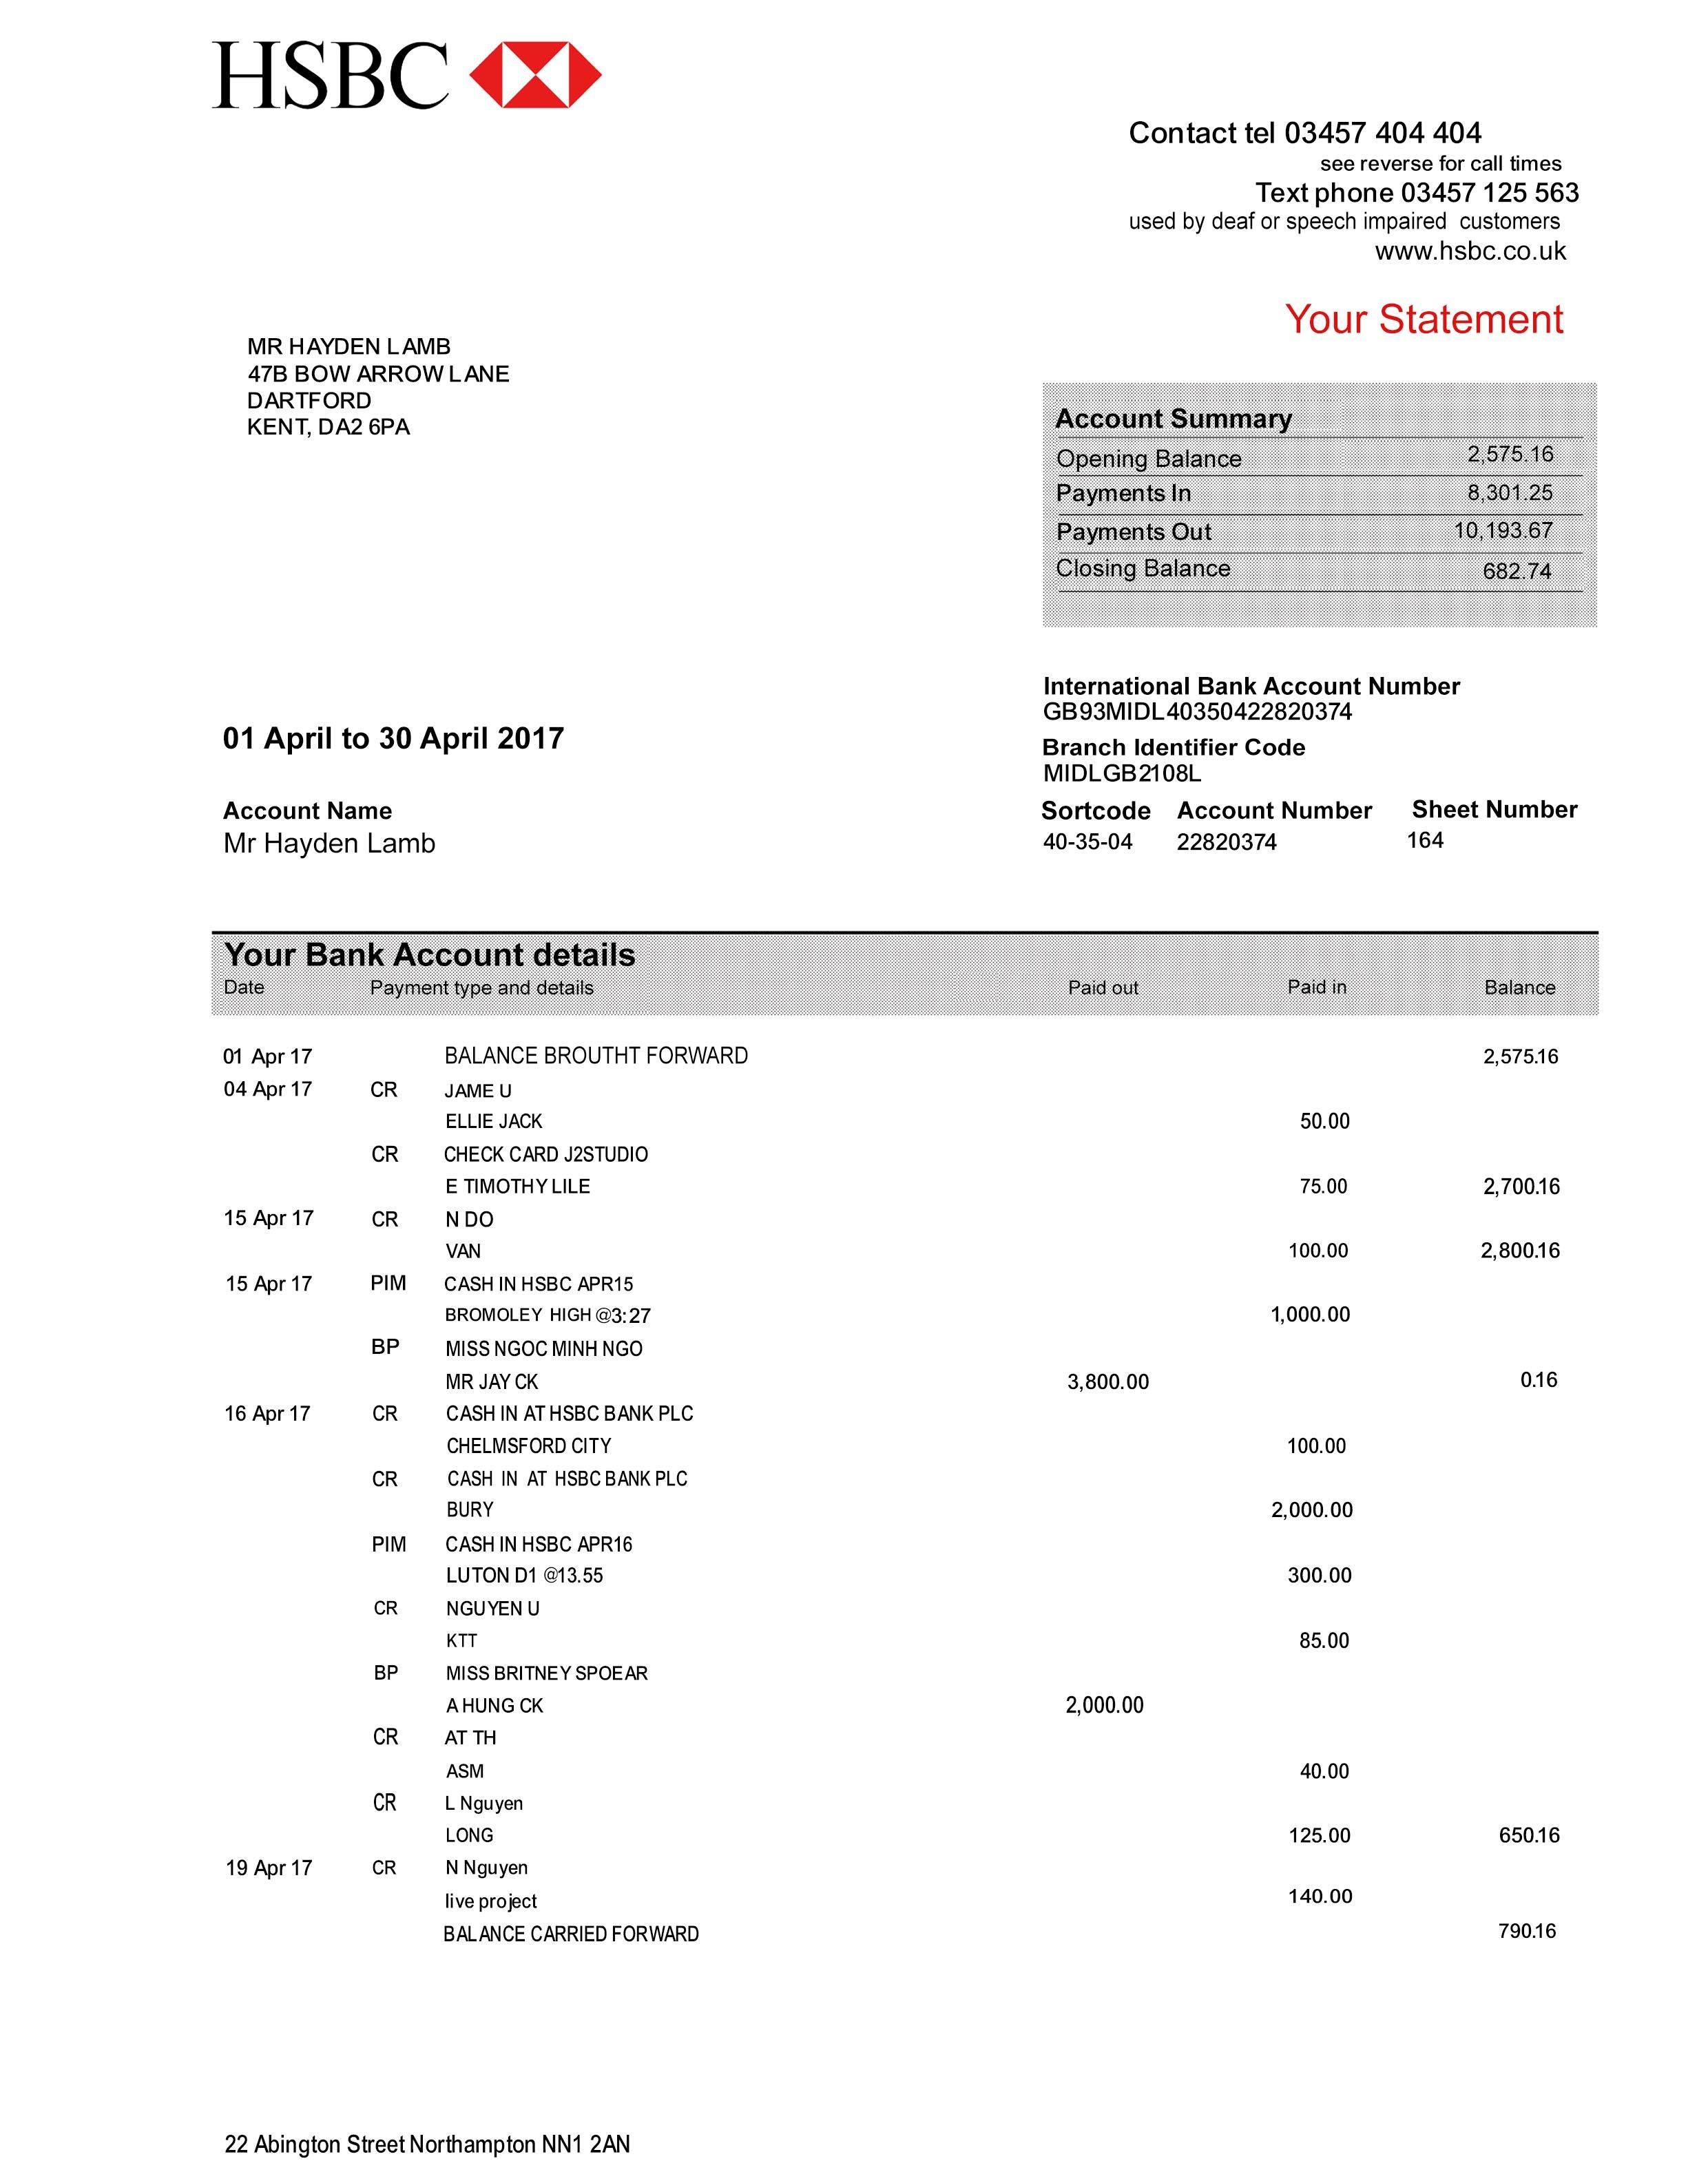 HSBC
Contact tel 03457 404 404
see reverse for call times
Text phone 03457 125 563
used by deaf or speech impaired customers
www.hsbc.co.uk
Your Statement
MR HAYDEN LAMB
47B BOW ARROW LANE
DARTFORD
KENT, DA2 6PA
Account Summary
Opening Balance 2,575.16
Payments In 8,301.25
Payments Out 10,193.67
Closing Balance 682.74
International Bank Account Number
GB93MIDL40350422820374
Branch Identifier Code
MIDLGB2108L
01 April to 30 April 2017
Account Name
Mr Hayden Lamb
Sortcode Account Number Sheet Number
40-35-04 22820374 164
Your Bank Account details
Date Payment type and details Paid out Paid in Balance
01 Apr 17 BALANCE BROUTHT FORWARD 2,575.16
04 Apr 17 CR JAME U
ELLIE JACK 50.00
CR CHECK CARD J2STUDIO
E TIMOTHY LILE 75.00 2,700.16
15 Apr 17 CR N DO
VAN 100.00 2,800.16
15 Apr 17 PIM CASH IN HSBC APR15
BROMOLEY HIGH @3:27 1,000.00
BP MISS NGOC MINH NGO
MR JAY CK 3,800.00 0.16
16 Apr 17 CR CASH IN AT HSBC BANK PLC
CHELMSFORD CITY 100.00
CR CASH IN AT HSBC BANK PLC
BURY 2,000.00
PIM CASH IN HSBC APR16
LUTON D1 @13.55 300.00
CR NGUYEN U
KTT 85.00
BP MISS BRITNEY SPOEAR
A HUNG CK 2,000.00
CR AT TH
ASM 40.00
CR L Nguyen
LONG 125.00 650.16
19 Apr 17 CR N Nguyen
live project 140.00
BALANCE CARRIED FORWARD 790.16
22 Abington Street Northampton NN1 2AN